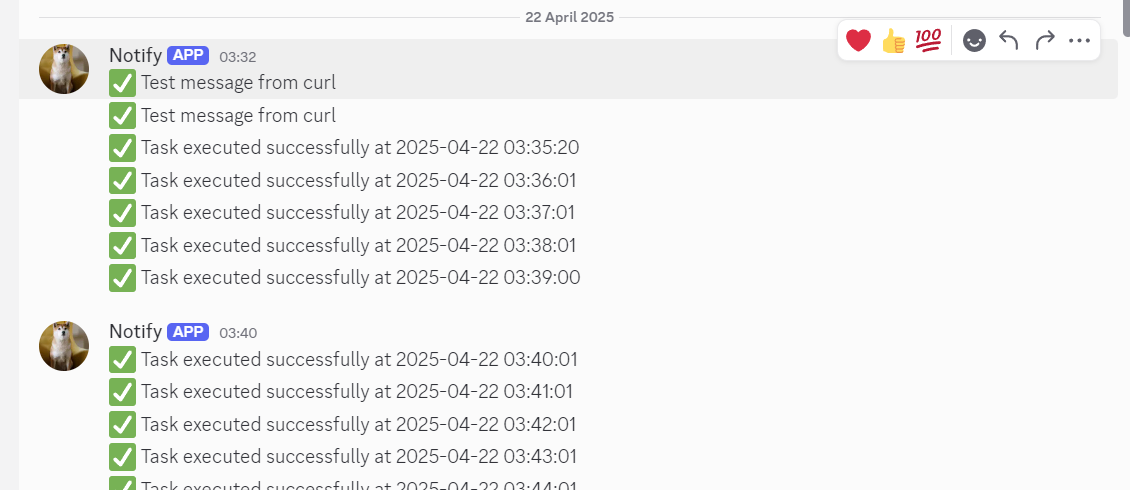 22 April 2025
Notify APP 03:32
✅ Test message from curl
✅ Test message from curl
✅ Task executed successfully at 2025-04-22 03:35:20
✅ Task executed successfully at 2025-04-22 03:36:01
✅ Task executed successfully at 2025-04-22 03:37:01
✅ Task executed successfully at 2025-04-22 03:38:01
✅ Task executed successfully at 2025-04-22 03:39:00
Notify APP 03:40
✅ Task executed successfully at 2025-04-22 03:40:01
✅ Task executed successfully at 2025-04-22 03:41:01
✅ Task executed successfully at 2025-04-22 03:42:01
✅ Task executed successfully at 2025-04-22 03:43:01
✅ Task executed successfully at 2025-04-22 03:44:01